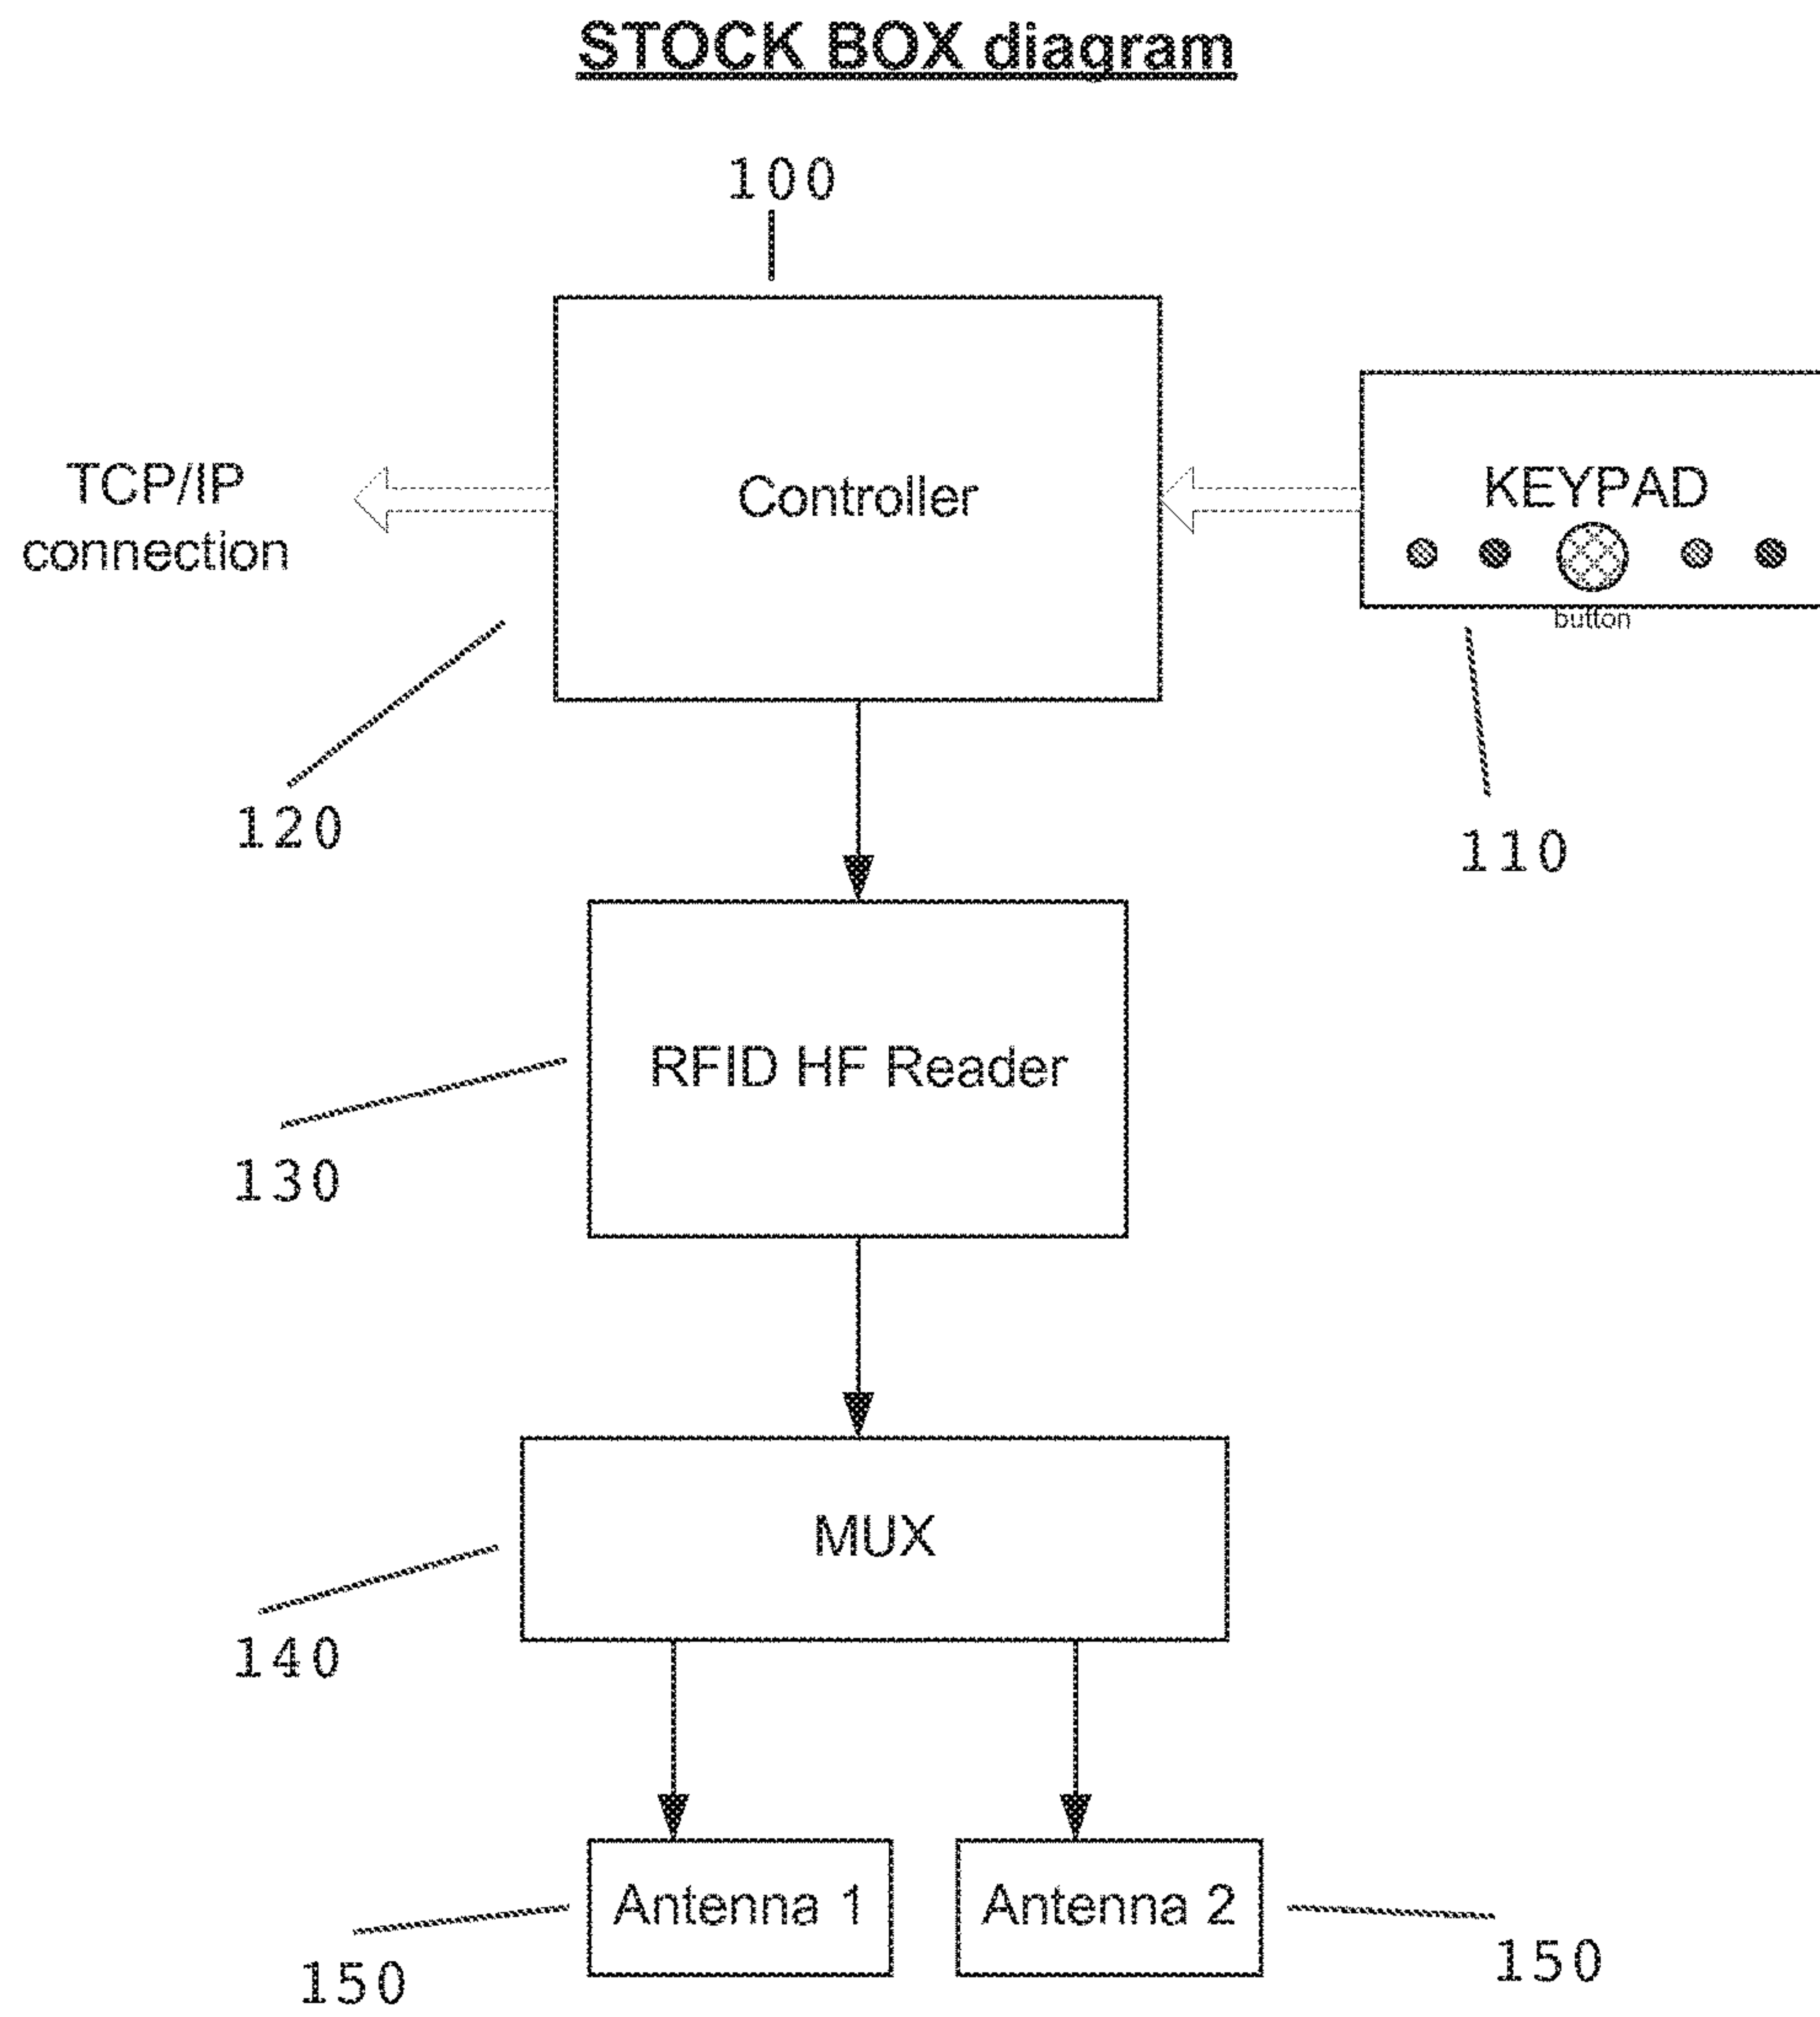 STOCK BOX diagram
100
Controller
TCP/IP
connection
KEYPAD
button
120
110
RFID HF Reader
130
MUX
140
Antenna 1
Antenna 2
150
150